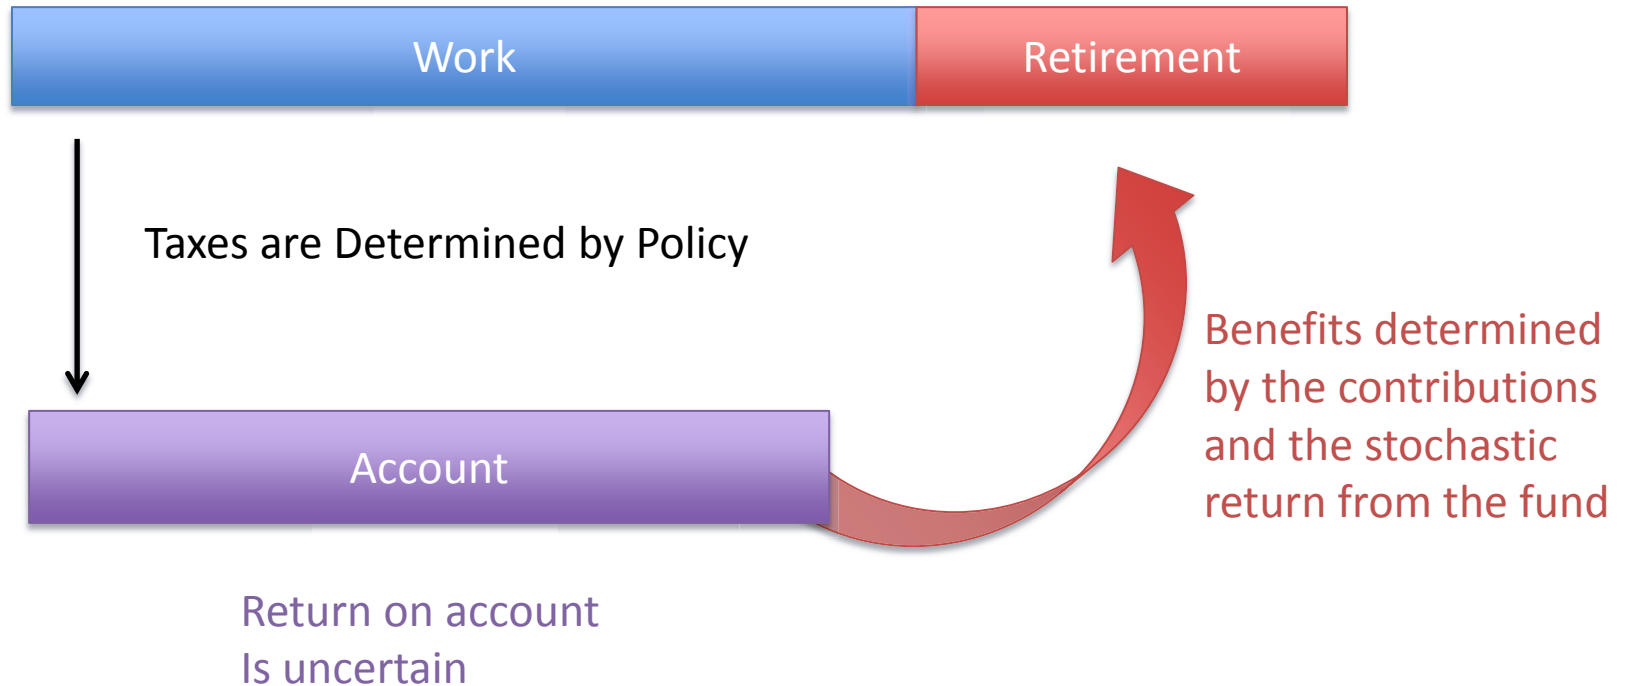 Work
Retirement
Taxes are Determined by Policy
Benefits determined
by the contributions
and the stochastic
return from the fund
Account
Return on account
Is uncertain